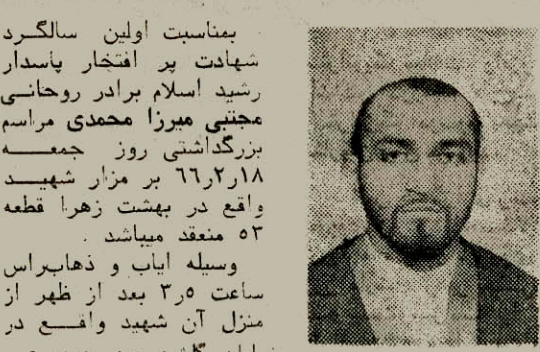 بمناسبت اولین سالگرد
شهادت پر افتخار پاسدار
رشید اسلام برادر روحانی
مجتبی میرزا محمدی مراسم
بزرگداشتی روز جمعه
۱۸ر۲ر۶۶ بر مزار شهید
واقع در بهشت زهرا قطعه
۵۳ منعقد میباشد .
وسیله ایاب و ذهاب‌راس
ساعت ۳ر۵ بعد از ظهر از
منزل آن شهید واقع در